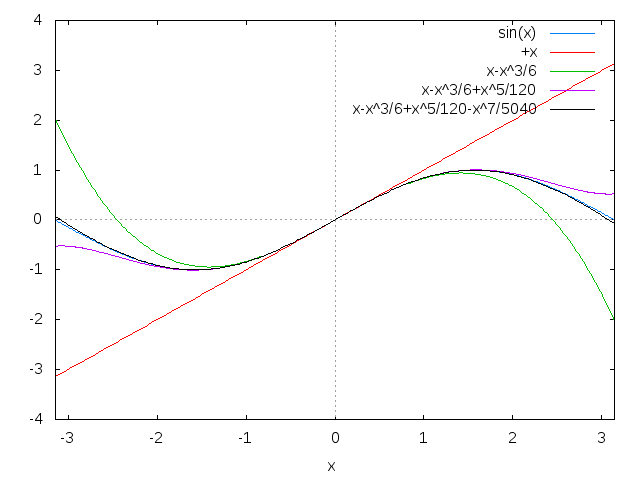 4
3
2
1
0
-1
-2
-3
-4
sin(x)
+x
x-x^3/6
x-x^3/6+x^5/120
x-x^3/6+x^5/120-x^7/5040
-3 -2 -1 0 1 2 3
x